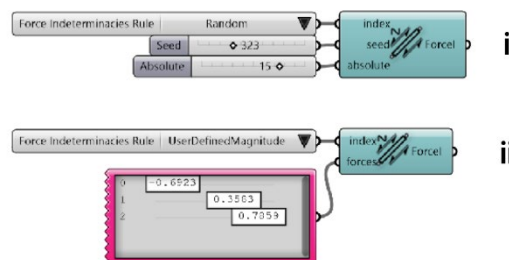 Force Indeterminacies Rule Random index
Seed 323 seed ForceI i
Absolute 15 absolute
Force Indeterminacies Rule UserDefinedMagnitude index ForceI ii
forces
0 -0.6923
1 0.3583
2 0.7859